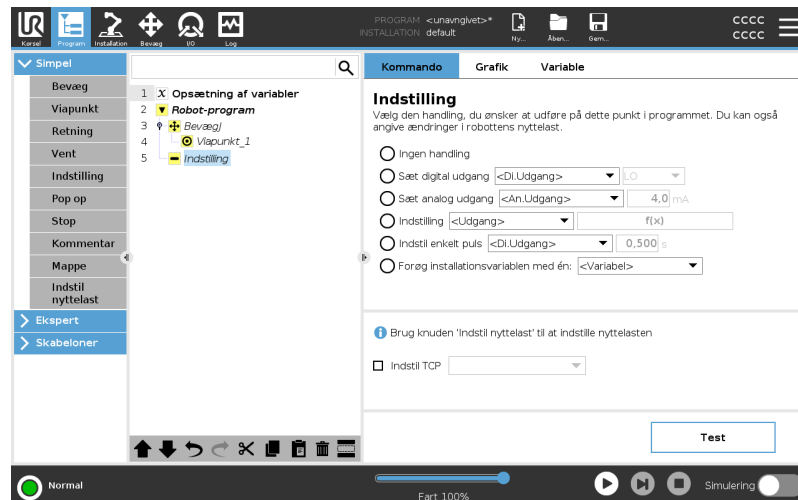 UR
PROGRAM <unavngivet>*
INSTALLATION default
Kørsel
Program
Installation
Bevæg
I/O
Log
Ny...
Åben...
Gem...
CCCC
CCCC
Simpel
Bevæg
Viapunkt
Retning
Vent
Indstilling
Pop op
Stop
Kommentar
Mappe
Indstil
nyttelast
Ekspert
Skabeloner
1 X Opsætning af variabler
2 Robot-program
3 BevægJ
4 Viapunkt_1
5 Indstilling
Kommando Grafik Variable
Indstilling
Vælg den handling, du ønsker at udføre på dette punkt i programmet. Du kan også
angive ændringer i robottens nyttelast.
Ingen handling
Sæt digital udgang <Di.Udgang> LO
Sæt analog udgang <An.Udgang> 4,0 mA
Indstilling <Udgang> f(x)
Indstil enkelt puls <Di.Udgang> 0,500 s
Forøg installationsvariablen med én: <Variabel>
Brug knuden 'Indstil nyttelast' til at indstille nyttelasten
Indstil TCP
Test
Normal
Fart 100%
Simulering